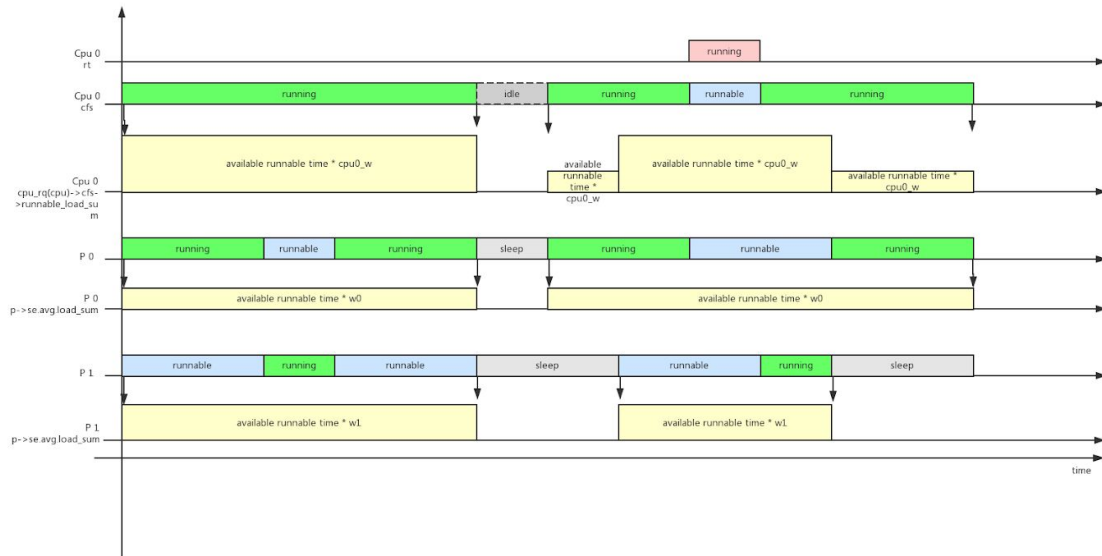 Cpu 0
rt
running
Cpu 0
cfs
running
idle
running
runnable
running
Cpu 0
cpu_rq(cpu)->cfs-
>runnable_load_su
m
available runnable time * cpu0_w
available
runnable
time *
cpu0_w
available runnable time * cpu0_w
available runnable time *
cpu0_w
P 0
running
runnable
running
sleep
running
runnable
running
P 0
p->se.avg.load_sum
available runnable time * w0
available runnable time * w0
P 1
runnable
running
runnable
sleep
runnable
running
sleep
P 1
p->se.avg.load_sum
available runnable time * w1
available runnable time * w1
time